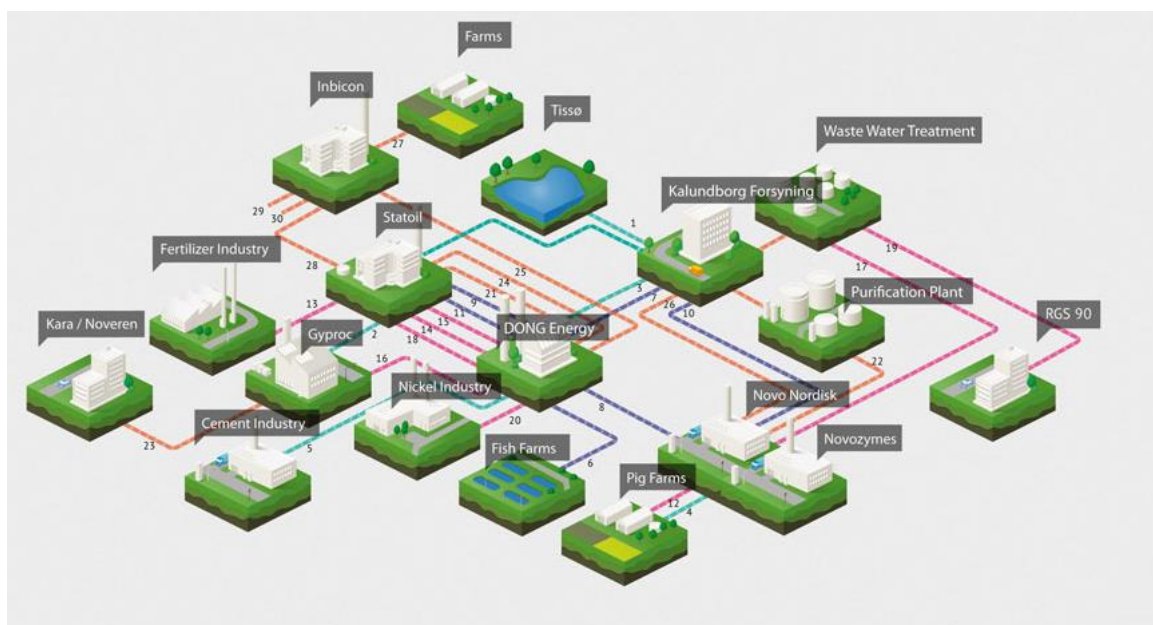 Farms
Inbicon
Tissø
Waste Water Treatment
Kalundborg Forsyning
27
29
30
1
Statoil
19
17
Fertilizer Industry
28
25
24
21
3
7
26
10
Purification Plant
13
9
11
15
14
18
DONG Energy
RGS 90
Kara / Noveren
Gyproc
2
16
22
Nickel Industry
Novo Nordisk
8
20
Cement Industry
23
5
Fish Farms
6
Novozymes
Pig Farms
12
4